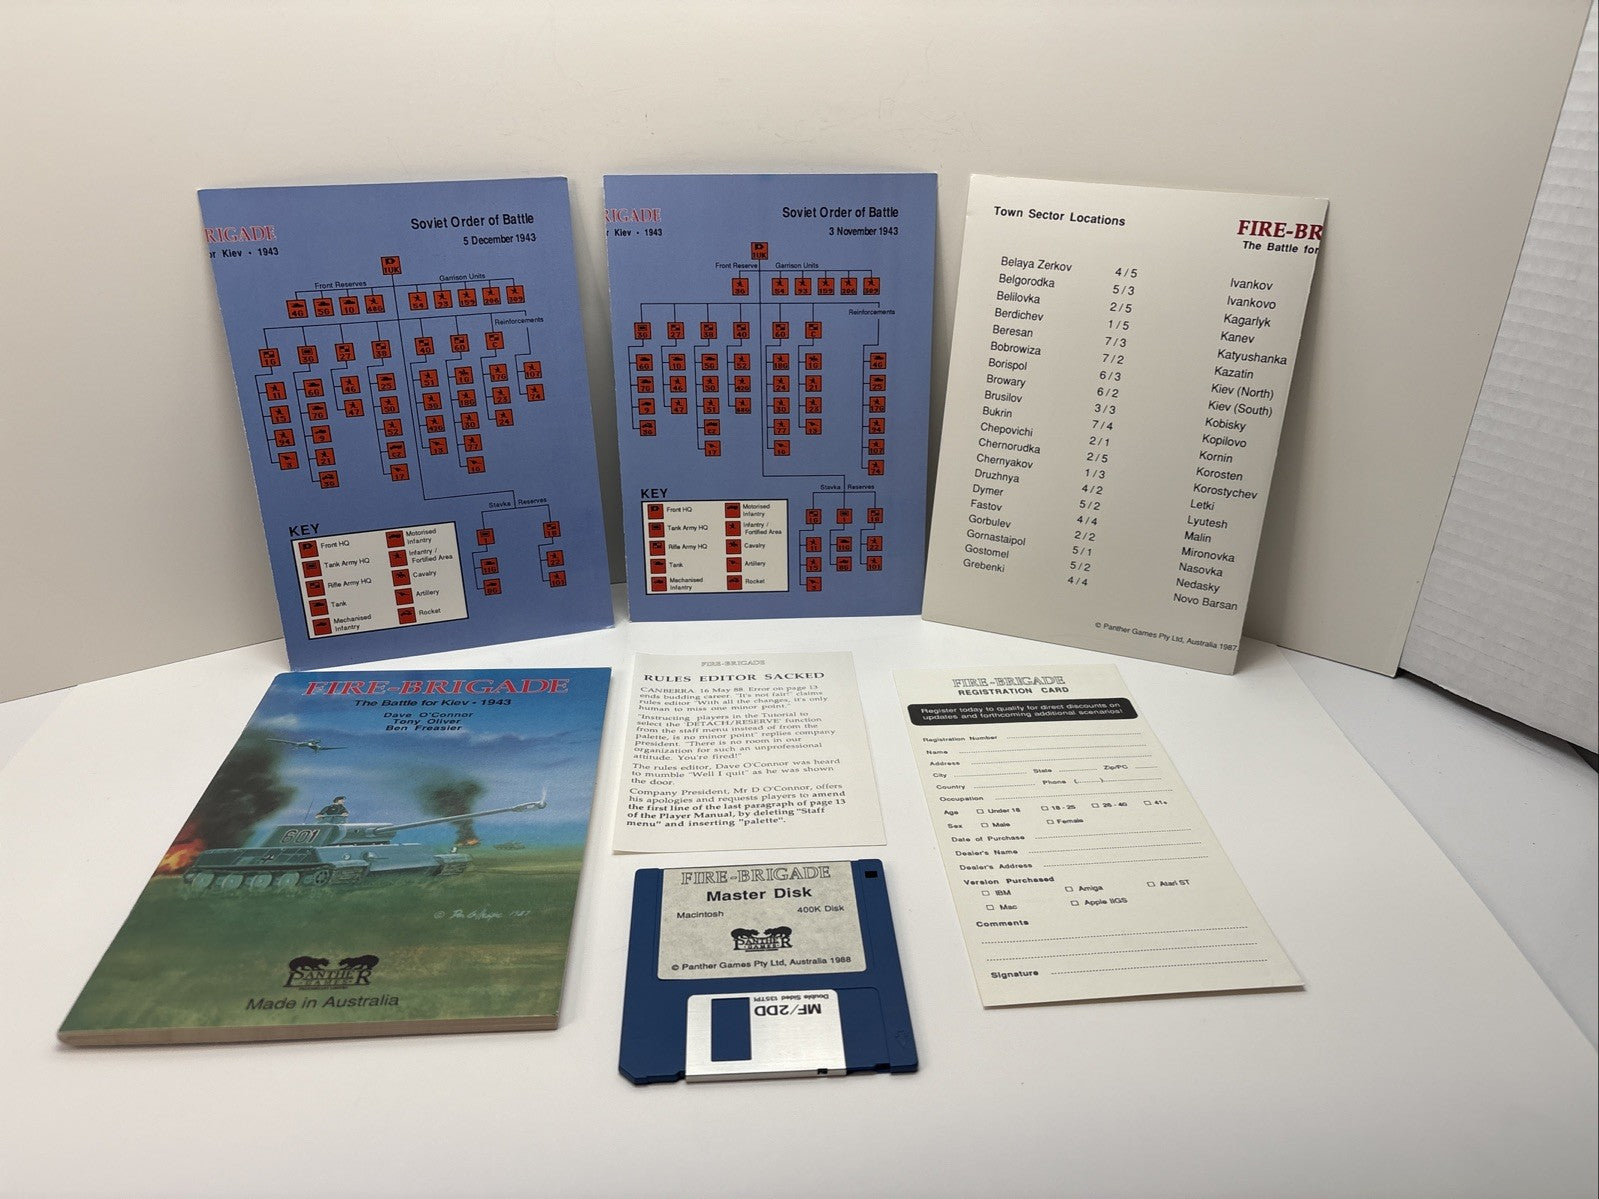 RIGADE
or Kiev • 1943
Soviet Order of Battle
5 December 1943
1UK
Front Reserves
Garrison Units
Reinforcements
Stavka Reserves
KEY
Front HQ
Tank Army HQ
Rifle Army HQ
Tank
Mechanised Infantry
Motorised Infantry
Infantry / Fortified Area
Cavalry
Artillery
Rocket
RIGADE
r Kiev • 1943
Soviet Order of Battle
3 November 1943
1UK
Front Reserve
Garrison Units
Reinforcements
Stavka Reserves
KEY
Front HQ
Tank Army HQ
Rifle Army HQ
Tank
Mechanised Infantry
Motorised Infantry
Infantry / Fortified Area
Cavalry
Artillery
Rocket
Town Sector Locations
FIRE-BR
The Battle for
Belaya Zerkov 4 / 5 Ivankov
Belgorodka 5 / 3 Ivankovo
Belilovka 2 / 5 Kagarlyk
Berdichev 1 / 5 Kanev
Beresan 7 / 3 Katyushanka
Bobrowiza 7 / 2 Kazatin
Borispol 6 / 3 Kiev (North)
Browary 6 / 2 Kiev (South)
Brusilov 3 / 3 Kobisky
Bukrin 7 / 4 Kopilovo
Chepovichi 2 / 1 Kornin
Chernorudka 2 / 5 Korosten
Chernyakov 1 / 3 Korostychev
Druzhnya 4 / 2 Letki
Dymer 5 / 2 Lyutesh
Fastov 4 / 4 Malin
Gorbulev 2 / 2 Mironovka
Gornastaipol 5 / 1 Nasovka
Gostomel 5 / 2 Nedasky
Grebenki 4 / 4 Novo Barsan
© Panther Games Pty Ltd, Australia 1987
FIRE-BRIGADE
The Battle for Kiev • 1943
Dave O'Connor
Tony Oliver
Ben Freasier
601
PANTHER
GAMES
Made in Australia
FIRE-BRIGADE
RULES EDITOR SACKED
CANBERRA: 16 May 88. Error on page 13
ends budding career. "It's not fair!" claims
rules editor "With all the changes, it's only
human to miss one minor point."
"Instructing players in the Tutorial to
select the 'DETACH/RESERVE' function
from the staff menu instead of from the
palette, is no minor point" replies company
president. "There is no room in our
organization for such an unprofessional
attitude. You're fired!"
The rules editor, Dave O'Connor was heard
to mumble "Well I quit" as he was shown
the door.
Company President, Mr D O'Connor, offers
his apologies and requests players to amend
the first line of the last paragraph of page 13
of the Player Manual, by deleting "Staff
menu" and inserting "palette".
FIRE-BRIGADE
Master Disk
Macintosh 400K Disk
PANTHER
GAMES
© Panther Games Pty Ltd, Australia 1988
MF/2DD
Double Sided 135TPI
FIRE-BRIGADE
REGISTRATION CARD
Register today to qualify for direct discounts on
updates and forthcoming additional scenarios!
Registration Number
Name
Address
City State Zip/PC
Country Phone (........)
Occupation
Age Under 18 18 - 25 26 - 40 41+
Sex Male Female
Date of Purchase
Dealer's Name
Dealer's Address
Version Purchased
IBM Amiga Atari ST
Mac Apple IIGS
Comments
Signature